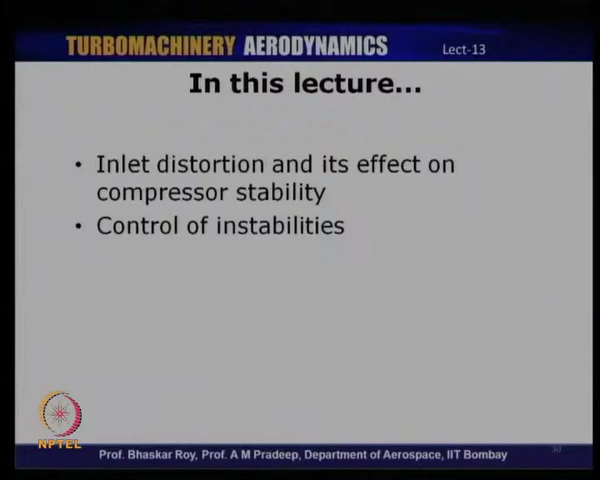 TURBOMACHINERY AERODYNAMICS
Lect-13
In this lecture...
• Inlet distortion and its effect on
compressor stability
• Control of instabilities
NPTEL
Prof. Bhaskar Roy, Prof. A M Pradeep, Department of Aerospace, IIT Bombay
30